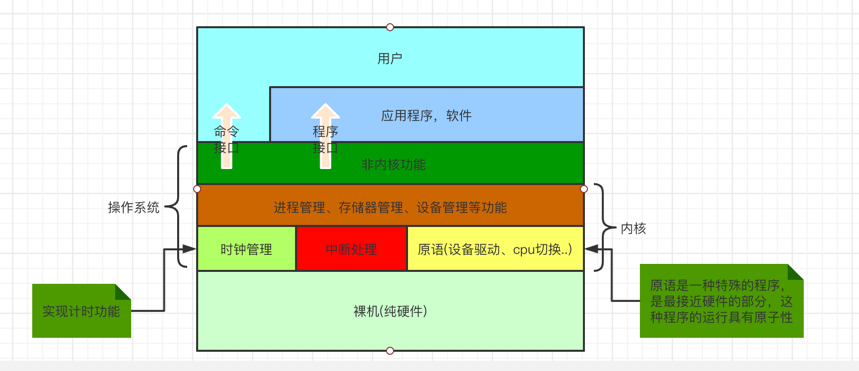 用户
应用程序，软件
命令
接口
程序
接口
非内核功能
操作系统
进程管理、存储器管理、设备管理等功能
内核
时钟管理
中断处理
原语(设备驱动、cpu切换..)
实现计时功能
原语是一种特殊的程序，
是最接近硬件的部分，这
种程序的运行具有原子性
裸机(纯硬件)